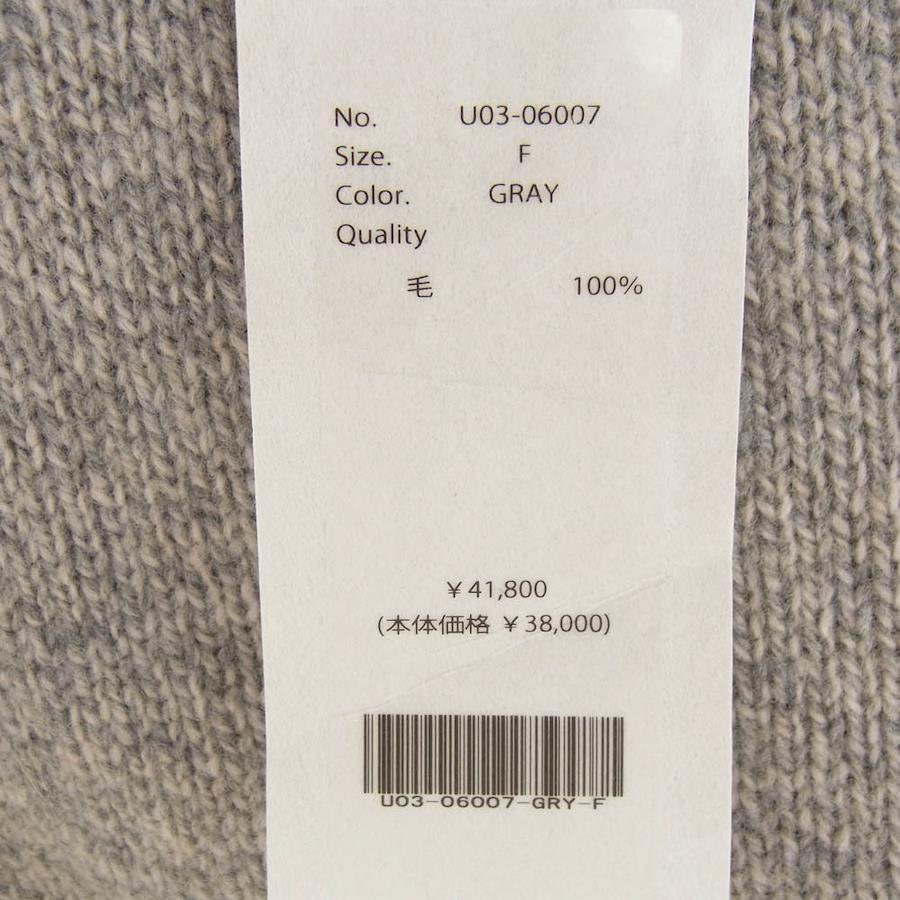 No. U03-06007
Size. F
Color. GRAY
Quality
毛 100%
¥41,800
(本体価格 ¥38,000)
U03-06007-GRY-F